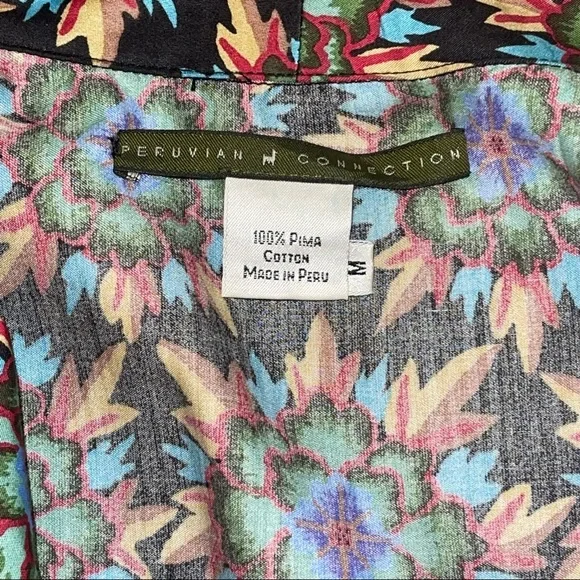 PERUVIAN CONNECTION
100% PIMA
COTTON
MADE IN PERU
M